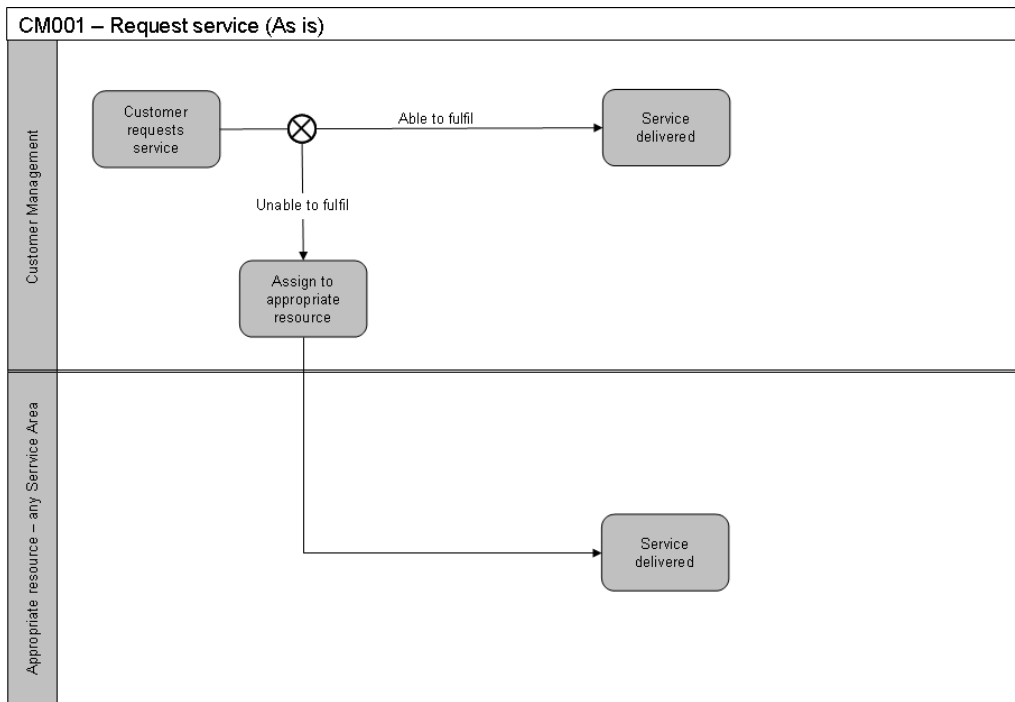 CM001 – Request service (As is)
Customer Management
Customer
requests
service
Able to fulfil
Service
delivered
Unable to fulfil
Assign to
appropriate
resource
Appropriate resource – any Serrvice Area
Service
delivered